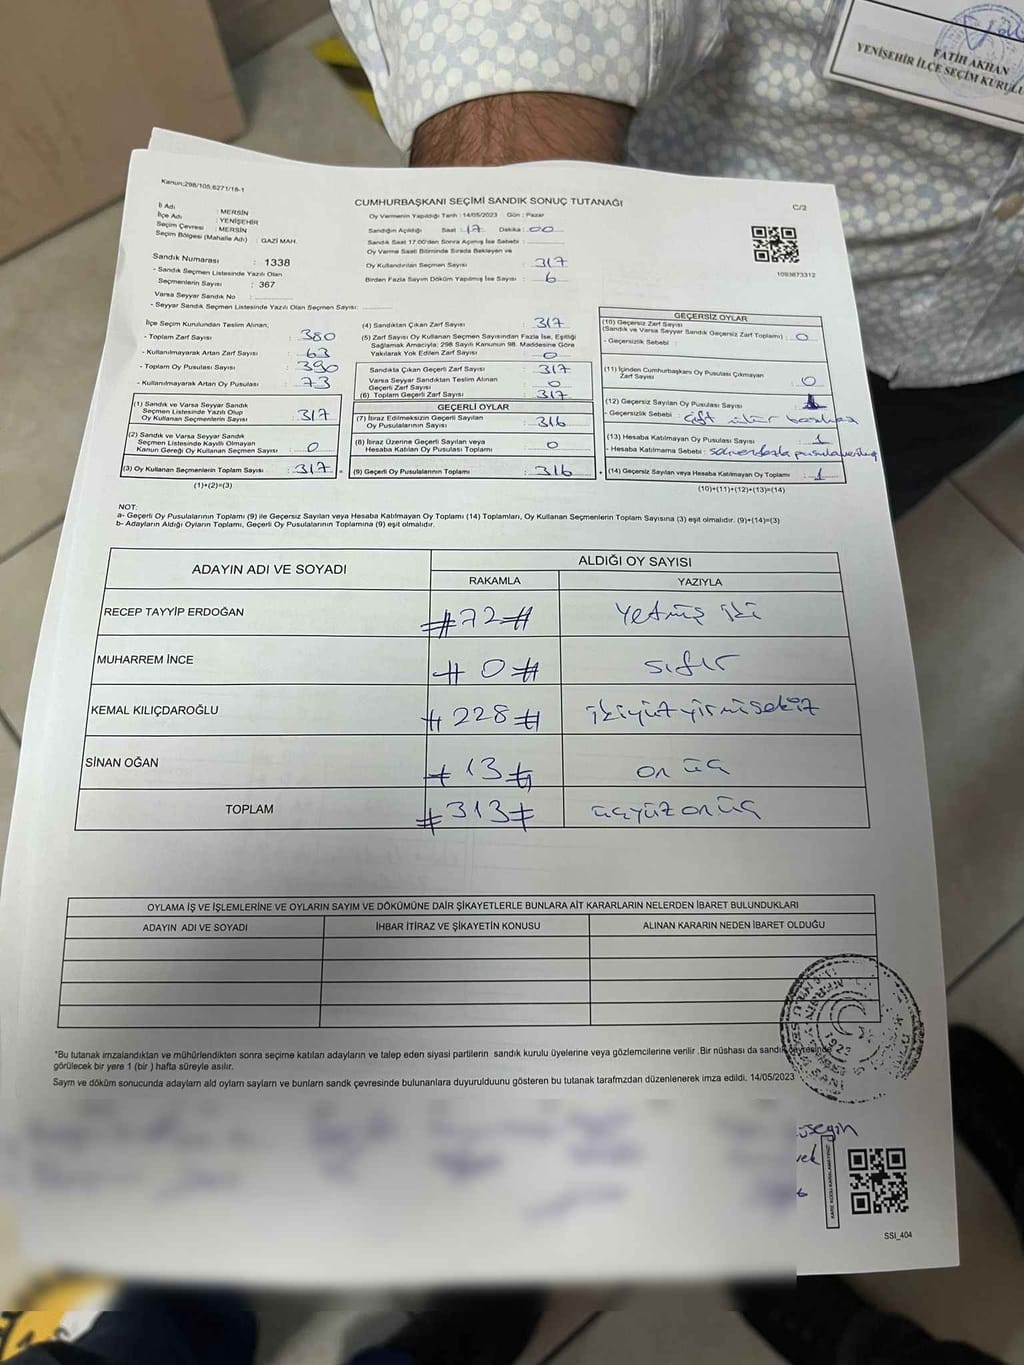 FATİH AKHAN
YENİŞEHİR İLÇE SEÇİM KURULU
Kanun;298/105,6271/18-1
CUMHURBAŞKANI SEÇİMİ SANDIK SONUÇ TUTANAĞI
C/2
İl Adı : MERSİN
İlçe Adı : YENİŞEHİR
Seçim Çevresi : MERSİN
Seçim Bölgesi (Mahalle Adı) : GAZİ MAH.
Oy Vermenin Yapıldığı Tarih : 14/05/2023 Gün : Pazar
Sandığın Açıldığı Saat : 17 Dakika : 00
Sandık Saat 17:00'den Sonra Açılmış İse Sebebi :
Oy Verme Saati Bitiminde Sırada Bekleyen ve
Oy Kullandırılan Seçmen Sayısı : 317
Birden Fazla Sayım Döküm Yapılmış İse Sayısı : 6
1093873312
Sandık Numarası : 1338
- Sandık Seçmen Listesinde Yazılı Olan
Seçmenlerin Sayısı : 367
Varsa Seyyar Sandık No :
- Seyyar Sandık Seçmen Listesinde Yazılı Olan Seçmen Sayısı:
İlçe Seçim Kurulundan Teslim Alınan;
- Toplam Zarf Sayısı : 380
- Kullanılmayarak Artan Zarf Sayısı : 63
- Toplam Oy Pusulası Sayısı : 390
- Kullanılmayarak Artan Oy Pusulası : 73
(1) Sandık ve Varsa Seyyar Sandık
Seçmen Listesinde Yazılı Olup
Oy Kullanan Seçmenlerin Sayısı : 317
(2) Sandık ve Varsa Seyyar Sandık
Seçmen Listesinde Kayıtlı Olmayan
Kanun Gereği Oy Kullanan Seçmen Sayısı : 0
(3) Oy Kullanan Seçmenlerin Toplam Sayısı : 317 =
(1)+(2)=(3)
(4) Sandıktan Çıkan Zarf Sayısı : 317
(5) Zarf Sayısı Oy Kullanan Seçmen Sayısından Fazla İse, Eşitliği
Sağlamak Amacıyla; 298 Sayılı Kanunun 98. Maddesine Göre
Yakılarak Yok Edilen Zarf Sayısı : 0
Sandıkta Çıkan Geçerli Zarf Sayısı : 317
Varsa Seyyar Sandıktan Teslim Alınan
Geçerli Zarf Sayısı : 0
(6) Toplam Geçerli Zarf Sayısı : 317
GEÇERLİ OYLAR
(7) İtiraz Edilmeksizin Geçerli Sayılan
Oy Pusulalarının Sayısı : 316
(8) İtiraz Üzerine Geçerli Sayılan veya
Hesaba Katılan Oy Pusulası Toplamı : 0
(9) Geçerli Oy Pusulalarının Toplamı : 316 +
GEÇERSİZ OYLAR
(10) Geçersiz Zarf Sayısı
(Sandık ve Varsa Seyyar Sandık Geçersiz Zarf Toplamı) : 0
- Geçersizlik Sebebi :
(11) İçinden Cumhurbaşkanı Oy Pusulası Çıkmayan
Zarf Sayısı : 0
(12) Geçersiz Sayılan Oy Pusulası Sayısı : 1
- Geçersizlik Sebebi : çift
(13) Hesaba Katılmayan Oy Pusulası Sayısı : 1
- Hesaba Katılmama Sebebi :
(14) Geçersiz Sayılan veya Hesaba Katılmayan Oy Toplamı : 1
(10)+(11)+(12)+(13)=(14)
NOT:
a- Geçerli Oy Pusulalarının Toplamı (9) ile Geçersiz Sayılan veya Hesaba Katılmayan Oy Toplamı (14) Toplamları, Oy Kullanan Seçmenlerin Toplam Sayısına (3) eşit olmalıdır. (9)+(14)=(3)
b- Adayların Aldığı Oyların Toplamı, Geçerli Oy Pusulalarının Toplamına (9) eşit olmalıdır.
ADAYIN ADI VE SOYADI
ALDIĞI OY SAYISI
RAKAMLA YAZIYLA
RECEP TAYYİP ERDOĞAN #72# Yetmiş iki
MUHARREM İNCE # 0 # sıfır
KEMAL KILIÇDAROĞLU # 228 # ikiyüzyirmisekiz
SİNAN OĞAN # 13 # on üç
TOPLAM # 313 # üçyüzonüç
OYLAMA İŞ VE İŞLEMLERİNE VE OYLARIN SAYIM VE DÖKÜMÜNE DAİR ŞİKAYETLERLE BUNLARA AİT KARARLARIN NELERDEN İBARET BULUNDUKLARI
ADAYIN ADI VE SOYADI İHBAR İTİRAZ VE ŞİKAYETİN KONUSU ALINAN KARARIN NEDEN İBARET OLDUĞU
1923
*Bu tutanak imzalandıktan ve mühürlendikten sonra seçime katılan adayların ve talep eden siyasi partilerin sandık kurulu üyelerine veya gözlemcilerine verilir .Bir nüshası da sandık çevresinde
görülecek bir yere 1 (bir ) hafta süreyle asılır.
Sayım ve döküm sonucunda adayların ald oyların sayıların ve bunların sandk çevresinde bulunanlara duyurulduunu gösteren bu tutanak tarafmzdan düzenlenerek imza edildi. 14/05/2023
SSI_404